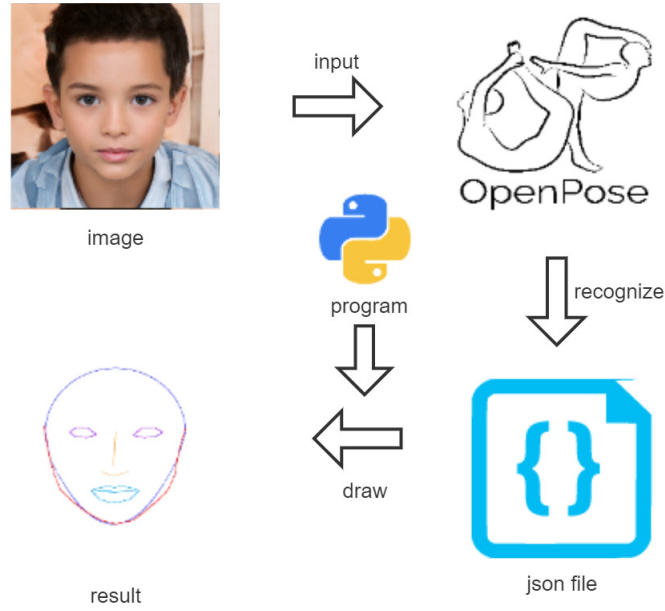 input
OpenPose
image
program
recognize
draw
json file
result